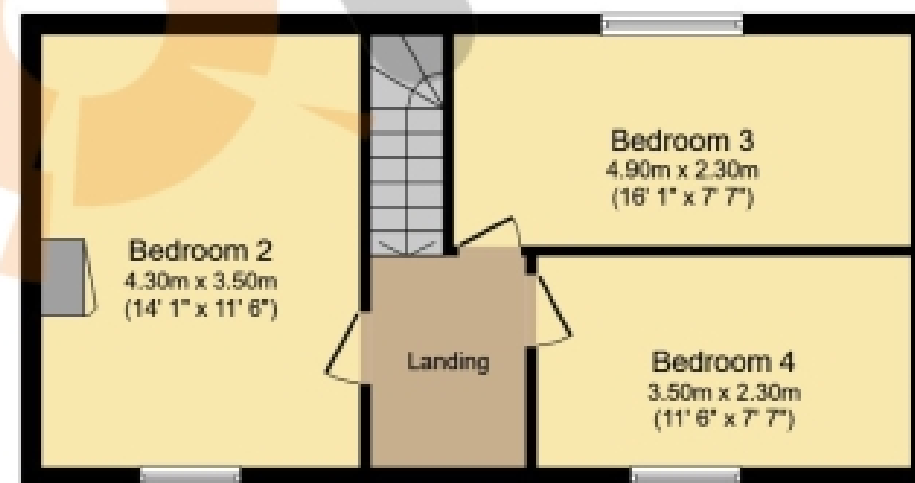 Bedroom 3
4.90m x 2.30m
(16' 1" x 7' 7")
Bedroom 2
4.30m x 3.50m
(14' 1" x 11' 6")
Landing
Bedroom 4
3.50m x 2.30m
(11' 6" x 7' 7")